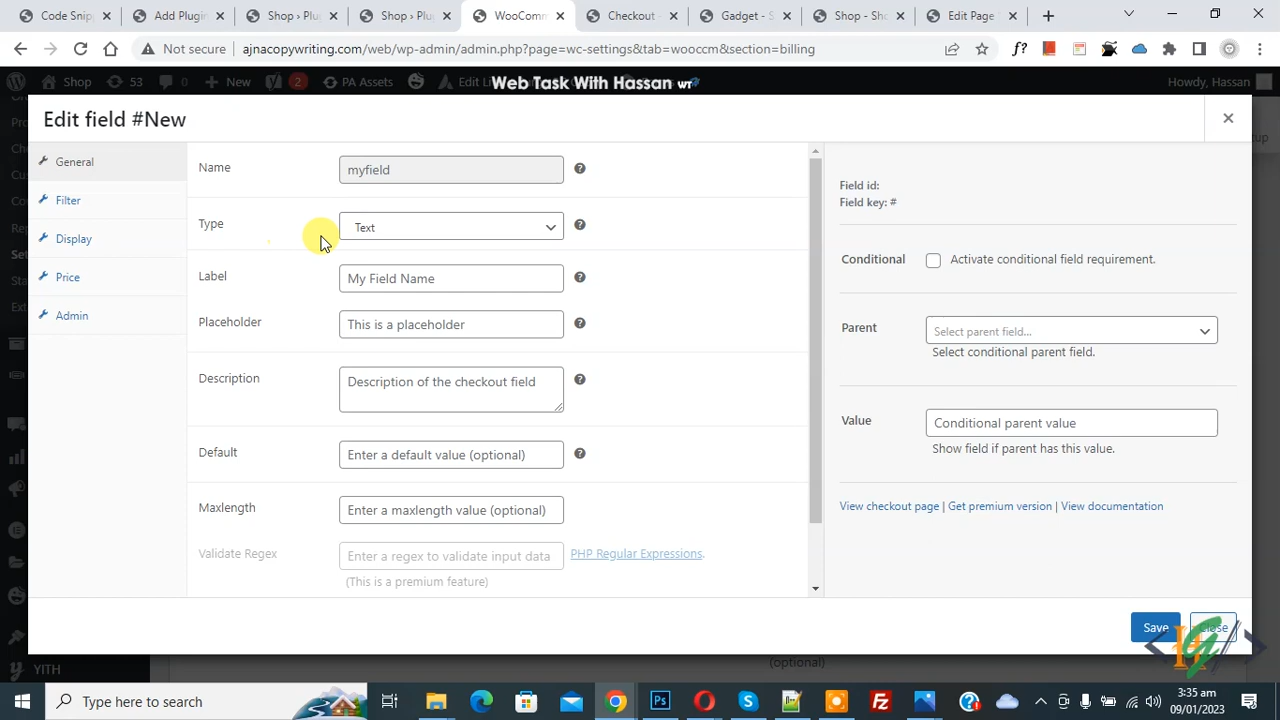 Code Snip
Add Plugin
Shop › Plu
Shop › Plu
WooComm
Checkout -
Gadget - S
Shop - Sho
Edit Page
Not secure
ajnacopywriting.com/web/wp-admin/admin.php?page=wc-settings&tab=wooccm&section=billing
Shop 53 0 New 2 PA Assets Edit Li
Web Task With Hassan WT
Howdy, Hassan
Edit field #New
General
Filter
Display
Price
Admin
Name myfield
Type Text
Label My Field Name
Placeholder This is a placeholder
Description Description of the checkout field
Default Enter a default value (optional)
Maxlength Enter a maxlength value (optional)
Validate Regex Enter a regex to validate input data PHP Regular Expressions.
(This is a premium feature)
Field id:
Field key: #
Conditional Activate conditional field requirement.
Parent Select parent field...
Select conditional parent field.
Value Conditional parent value
Show field if parent has this value.
View checkout page | Get premium version | View documentation
Save Close
YITH
(optional)
Type here to search
3:35 am
09/01/2023